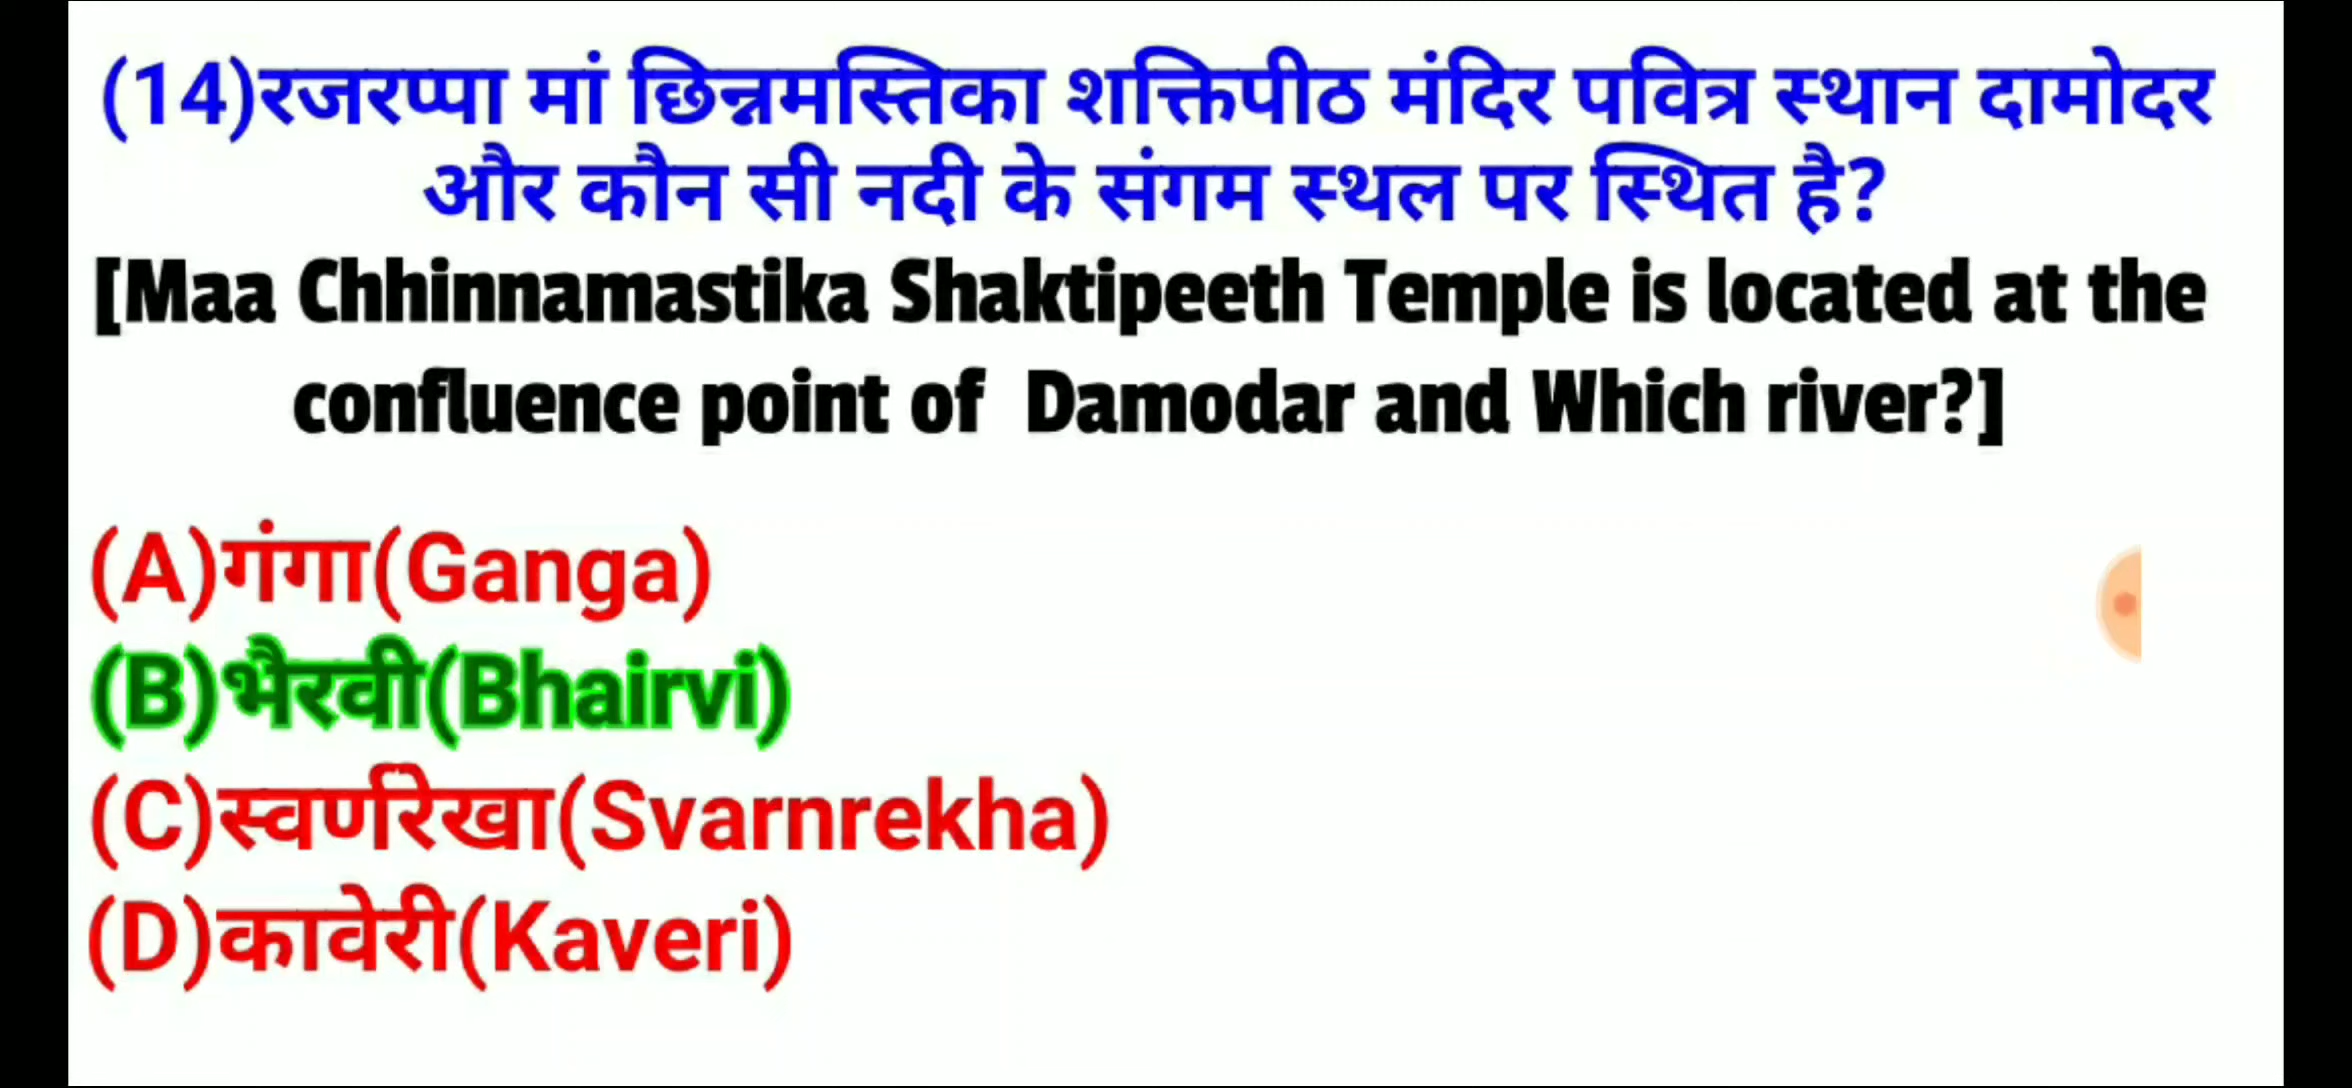 (14)रजरप्पा मां छिन्नमस्तिका शक्तिपीठ मंदिर पवित्र स्थान दामोदर
और कौन सी नदी के संगम स्थल पर स्थित है?
[Maa Chhinnamastika Shaktipeeth Temple is located at the
confluence point of Damodar and Which river?]
(A)गंगा(Ganga)
(B)भैरवी(Bhairvi)
(C)स्वर्णरेखा(Svarnrekha)
(D)कावेरी(Kaveri)